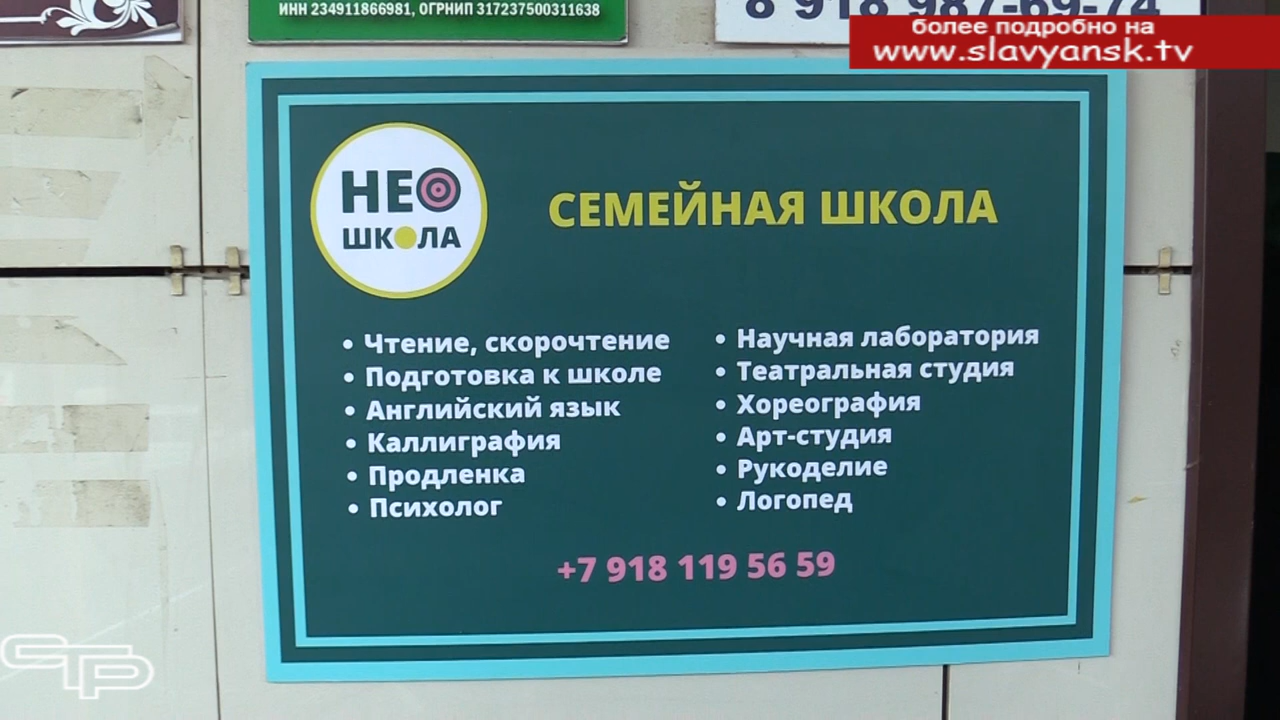 ИНН 234911866981, ОГРНИП 317237500311638
8 918 987-69-74
более подробно на
www.slavyansk.tv
НЕО
ШКОЛА
СЕМЕЙНАЯ ШКОЛА
• Чтение, скорочтение
• Подготовка к школе
• Английский язык
• Каллиграфия
• Продленка
• Психолог
• Научная лаборатория
• Театральная студия
• Хореография
• Арт-студия
• Рукоделие
• Логопед
+7 918 119 56 59
СТР